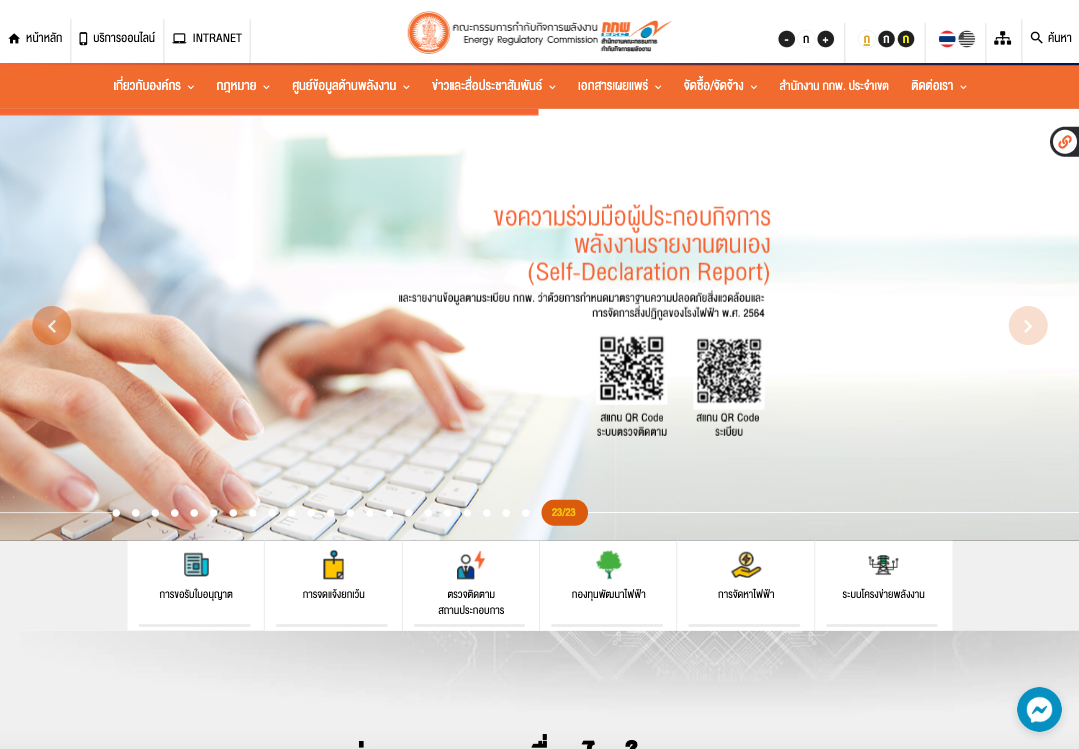 หน้าหลัก
บริการออนไลน์
INTRANET
คณะกรรมการกำกับกิจการพลังงาน
Energy Regulatory Commission
กกพ
สำนักงานคณะกรรมการ
กำกับกิจการพลังงาน
- ก +
ก ก ก
ค้นหา
เกี่ยวกับองค์กร
กฎหมาย
ศูนย์ข้อมูลด้านพลังงาน
ข่าวและสื่อประชาสัมพันธ์
เอกสารเผยแพร่
จัดซื้อ/จัดจ้าง
สำนักงาน กกพ. ประจำเขต
ติดต่อเรา
ขอความร่วมมือผู้ประกอบกิจการ
พลังงานรายงานตนเอง
(Self-Declaration Report)
และรายงานข้อมูลตามระเบียบ กกพ. ว่าด้วยการกำหนดมาตราฐานความปลอดภัยสิ่งแวดล้อมและ
การจัดการสิ่งปฏิกูลของโรงไฟฟ้า พ.ศ. 2564
สแกน QR Code
ระบบตรวจติดตาม
สแกน QR Code
ระเบียบ
23/23
การขอรับใบอนุญาต
การจดแจ้งยกเว้น
ตรวจติดตาม
สถานประกอบการ
กองทุนพัฒนาไฟฟ้า
การจัดหาไฟฟ้า
ระบบโครงข่ายพลังงาน